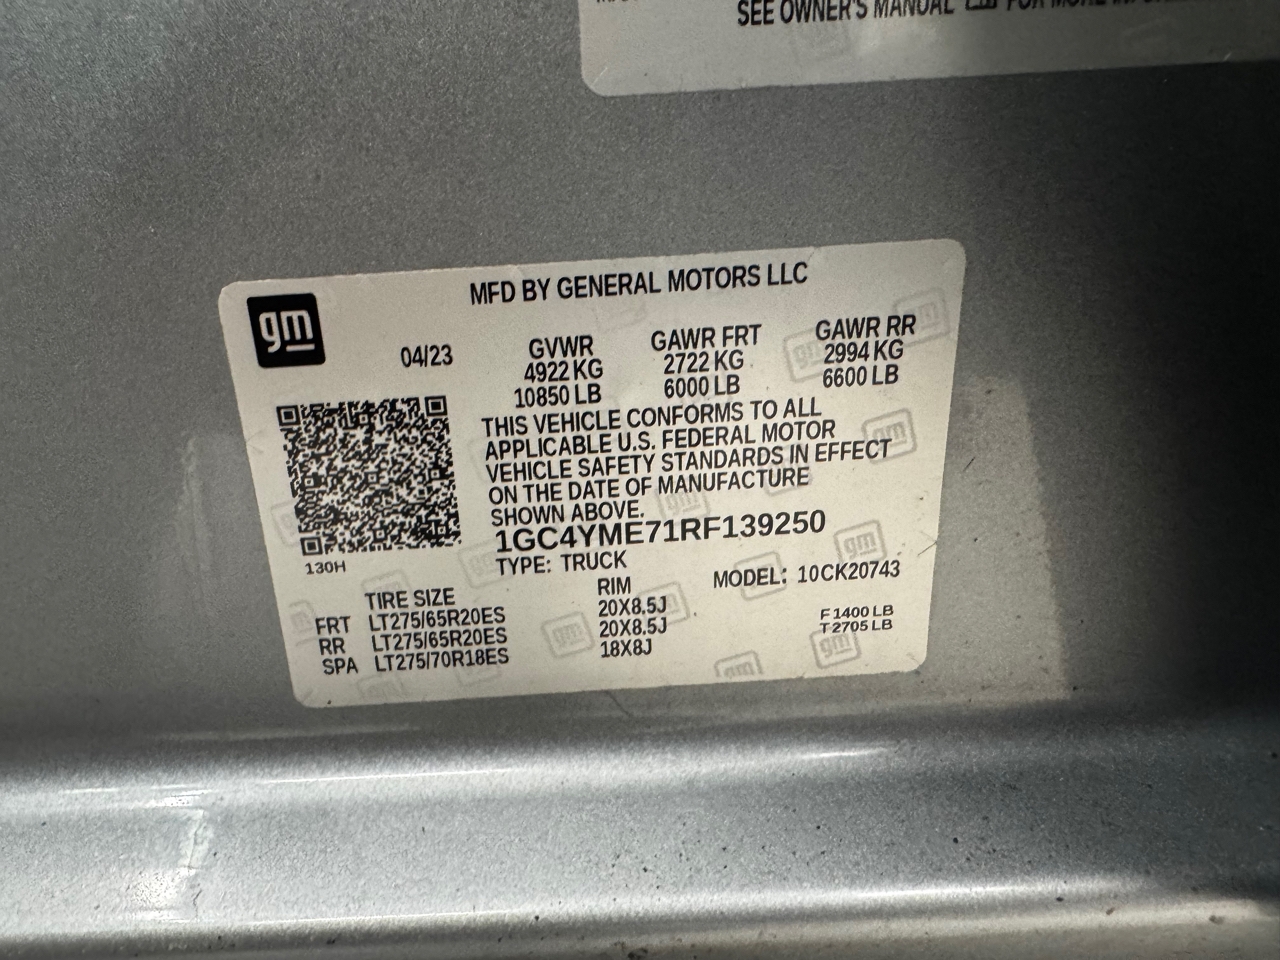 SEE OWNER'S MANUAL FOR MORE
gm
MFD BY GENERAL MOTORS LLC
04/23
GVWR GAWR FRT GAWR RR
4922 KG 2722 KG 2994 KG
10850 LB 6000 LB 6600 LB
THIS VEHICLE CONFORMS TO ALL
APPLICABLE U.S. FEDERAL MOTOR
VEHICLE SAFETY STANDARDS IN EFFECT
ON THE DATE OF MANUFACTURE
SHOWN ABOVE.
1GC4YME71RF139250
130H
TYPE: TRUCK MODEL: 10CK20743
TIRE SIZE RIM
FRT LT275/65R20ES 20X8.5J F 1400 LB
RR LT275/65R20ES 20X8.5J T 2705 LB
SPA LT275/70R18ES 18X8J